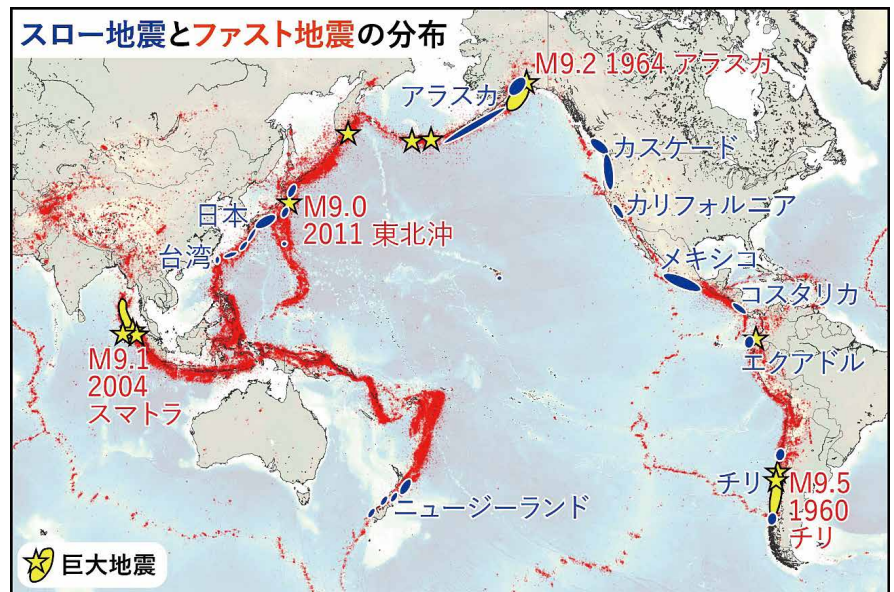 スロー地震とファスト地震の分布
M9.2 1964 アラスカ
アラスカ
カスケード
カリフォルニア
日本
M9.0
2011 東北沖
台湾
メキシコ
コスタリカ
エクアドル
M9.1
2004
スマトラ
チリ
M9.5
1960
チリ
ニュージーランド
巨大地震